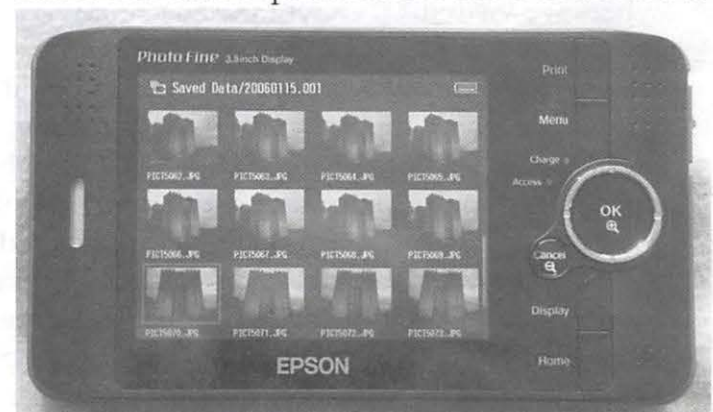 Photo Fine 3.8 inch Display
Saved Data/20060115.001
PICT5062.JPG PICT5063.JPG PICT5064.JPG PICT5065.JPG
PICT5066.JPG PICT5067.JPG PICT5068.JPG PICT5069.JPG
PICT5070.JPG PICT5071.JPG PICT5072.JPG PICT5073.JPG
EPSON
Print
Menu
Charge
Access
OK
Cancel
Display
Home